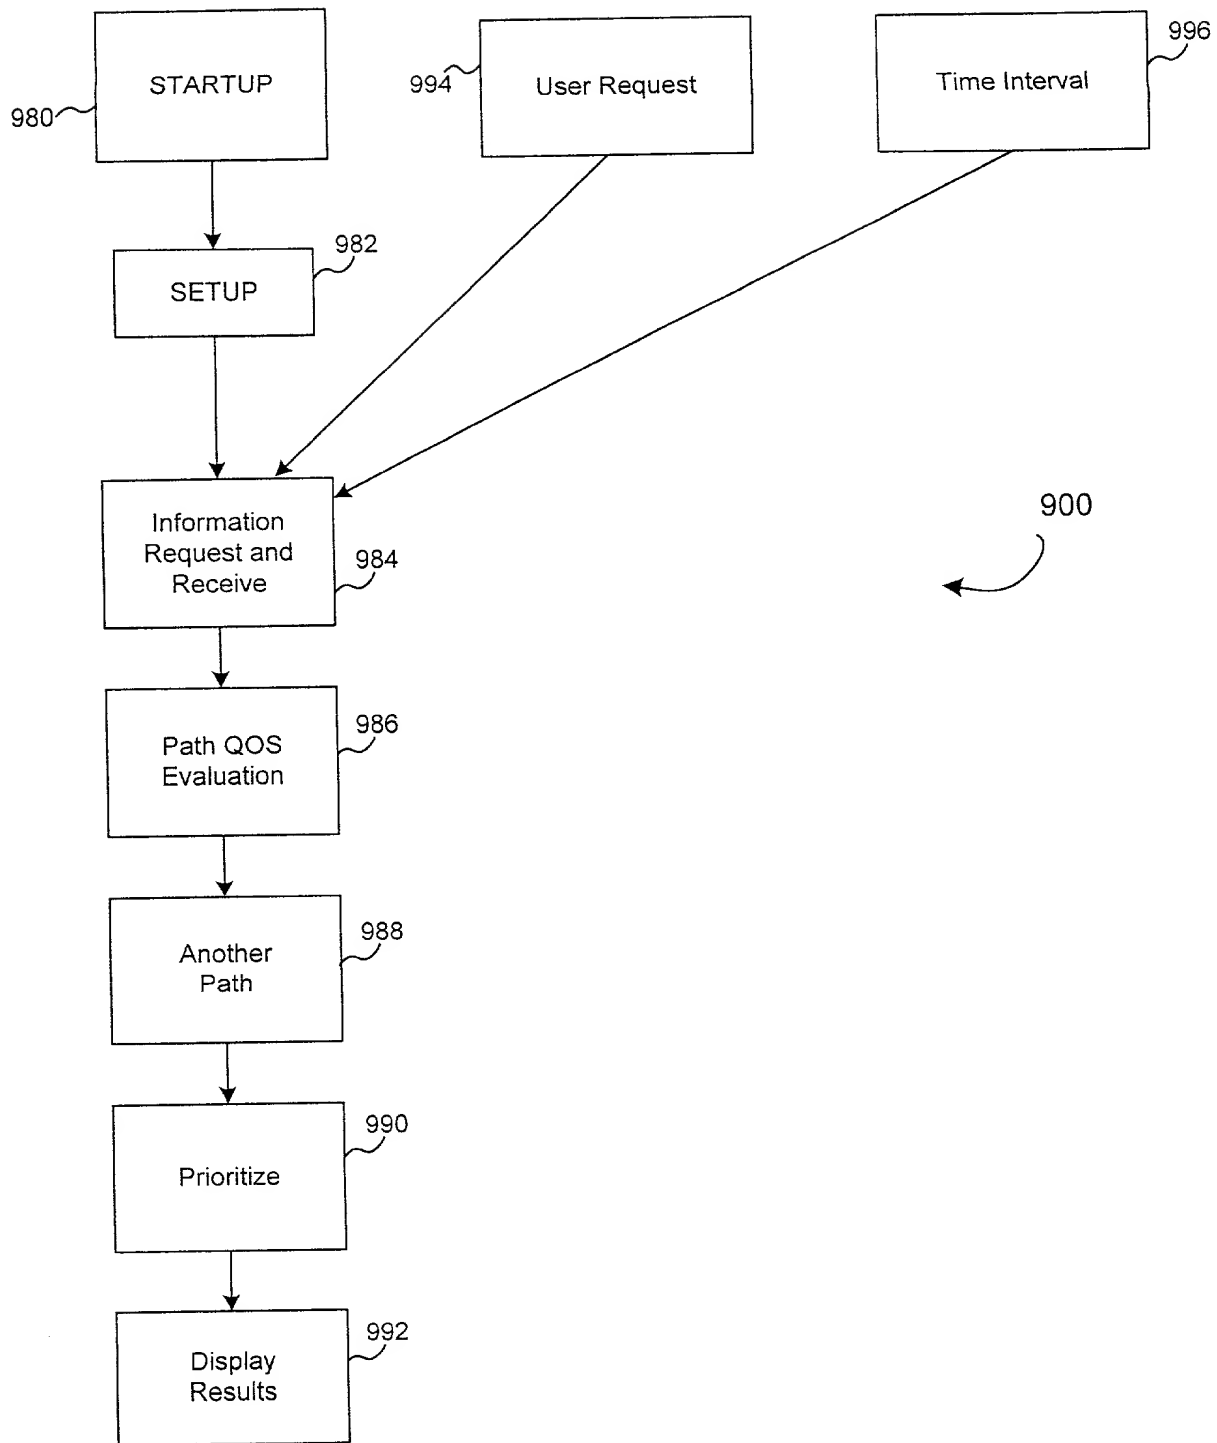 STARTUP
980
994
User Request
Time Interval
996
982
SETUP
Information
Request and
Receive
984
900
Path QOS
Evaluation
986
Another
Path
988
Prioritize
990
Display
Results
992